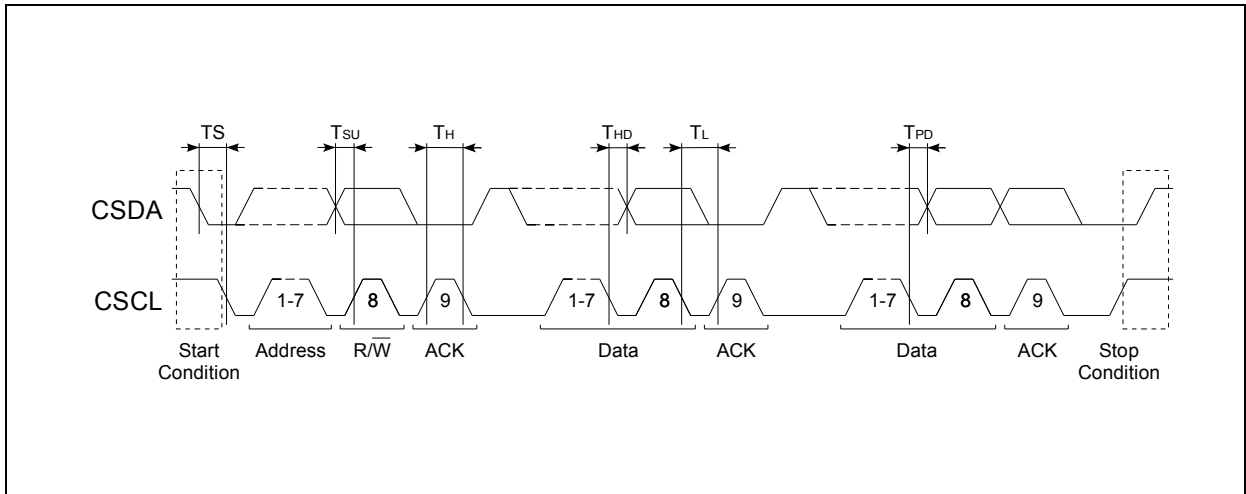 TS TSU TH THD TL TPD
CSDA
CSCL 1-7 8 9 1-7 8 9 1-7 8 9
Start Condition Address R/W̅ ACK Data ACK Data ACK Stop Condition